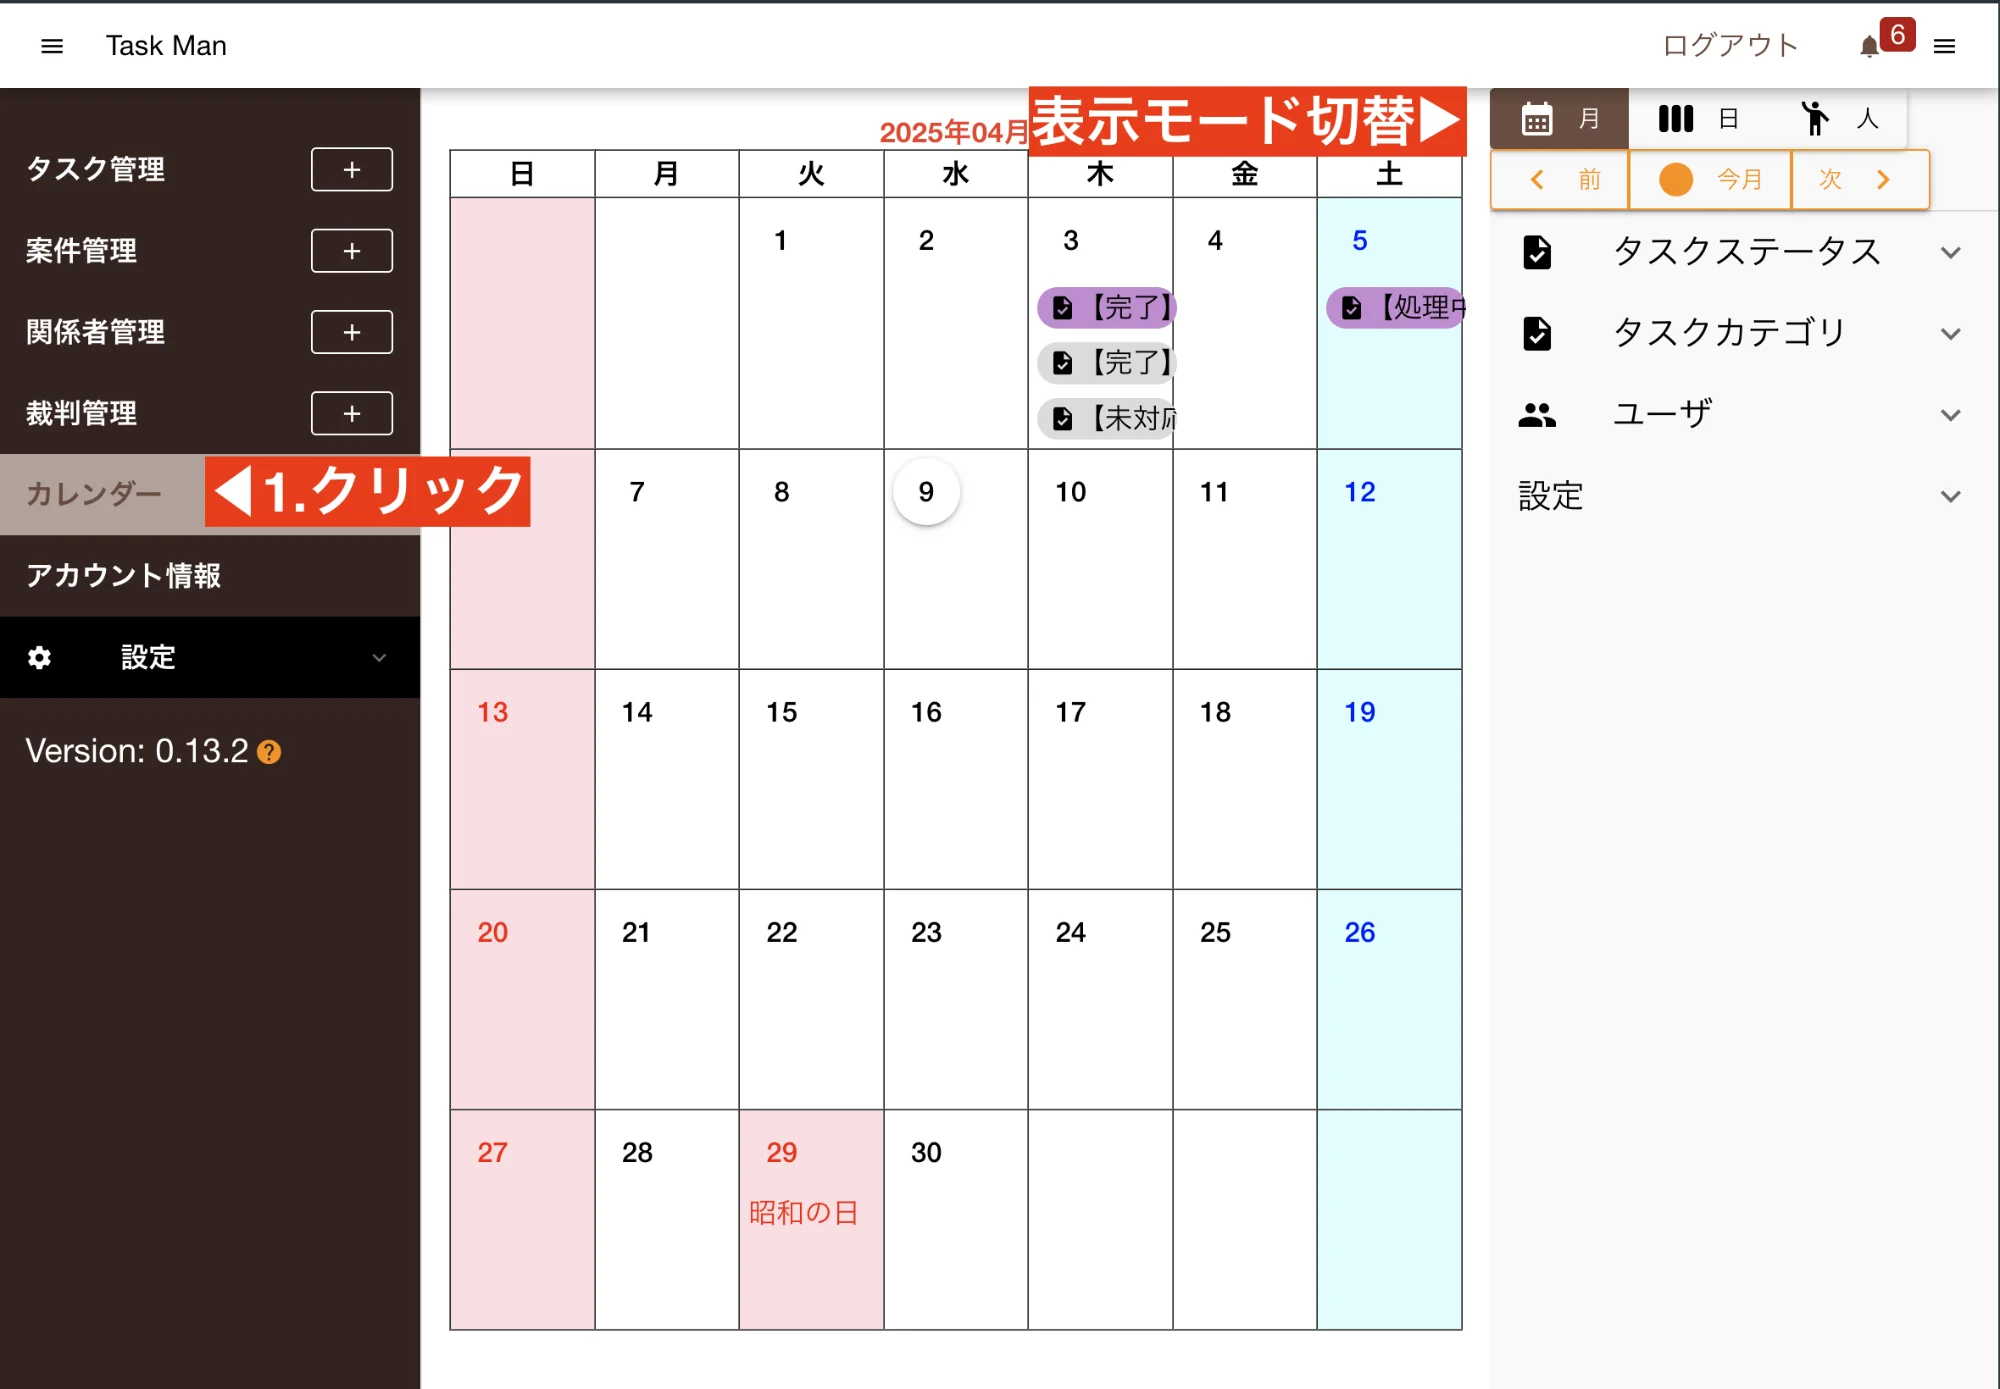 Task Man
ログアウト
6
タスク管理
+
案件管理
+
関係者管理
+
裁判管理
+
カレンダー
◀1.クリック
アカウント情報
設定
Version: 0.13.2
?
2025年04月
表示モード切替▶
日 月 火 水 木 金 土
1 2 3 4 5
【完了】
【完了】
【未対応
【処理中
7 8 9 10 11 12
13 14 15 16 17 18 19
20 21 22 23 24 25 26
27 28 29 30
昭和の日
月 日 人
前 今月 次
タスクステータス
タスクカテゴリ
ユーザ
設定